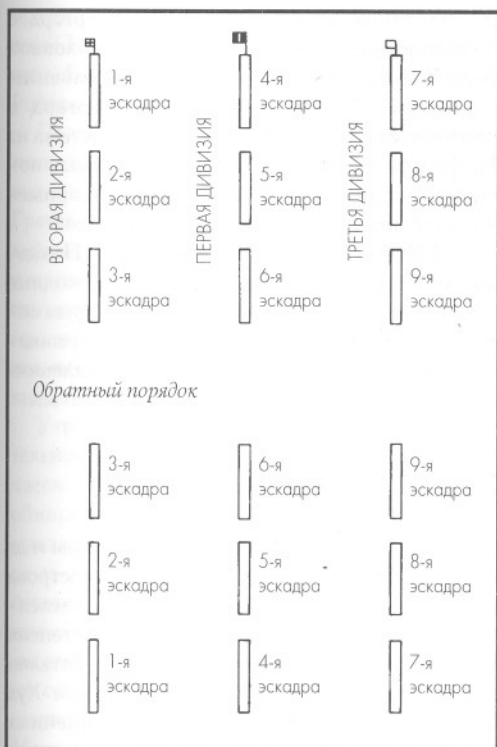 ВТОРАЯ ДИВИЗИЯ
1-я
эскадра
2-я
эскадра
3-я
эскадра
ПЕРВАЯ ДИВИЗИЯ
4-я
эскадра
5-я
эскадра
6-я
эскадра
ТРЕТЬЯ ДИВИЗИЯ
7-я
эскадра
8-я
эскадра
9-я
эскадра
Обратный порядок
3-я
эскадра
2-я
эскадра
1-я
эскадра
6-я
эскадра
5-я
эскадра
4-я
эскадра
9-я
эскадра
8-я
эскадра
7-я
эскадра